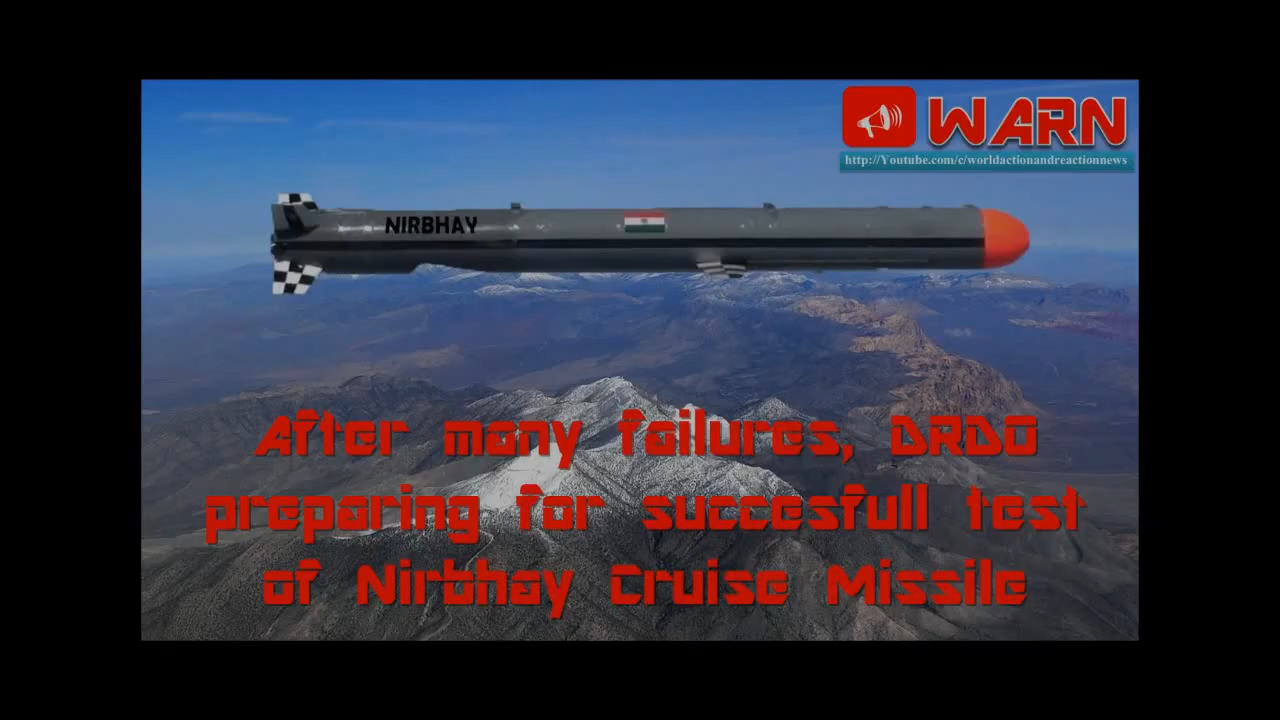 WARN
http://Youtube.com/c/worldactionandreactionnews
NIRBHAY
After many failures, DRDO
preparing for succesfull test
of Nirbhay Cruise Missile